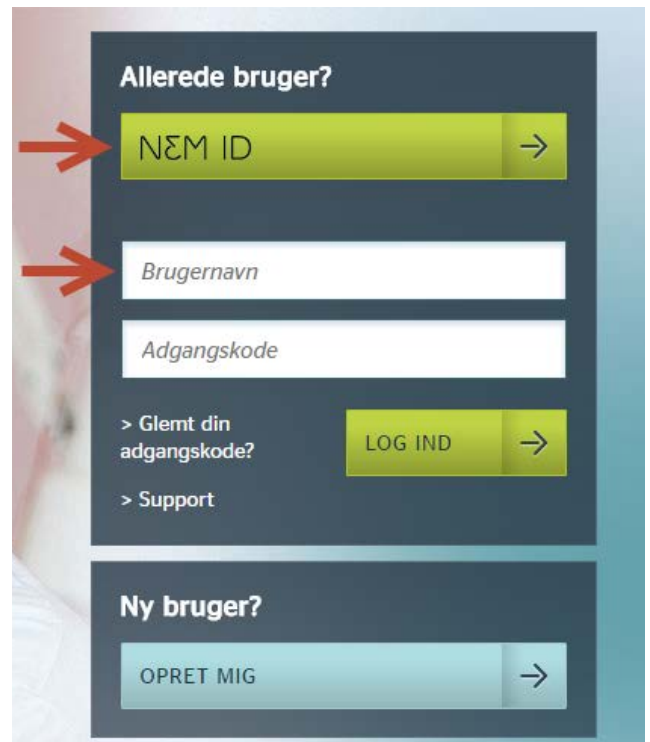 Allerede bruger?
NEM ID
Brugernavn
Adgangskode
> Glemt din
adgangskode?
LOG IND
> Support
Ny bruger?
OPRET MIG